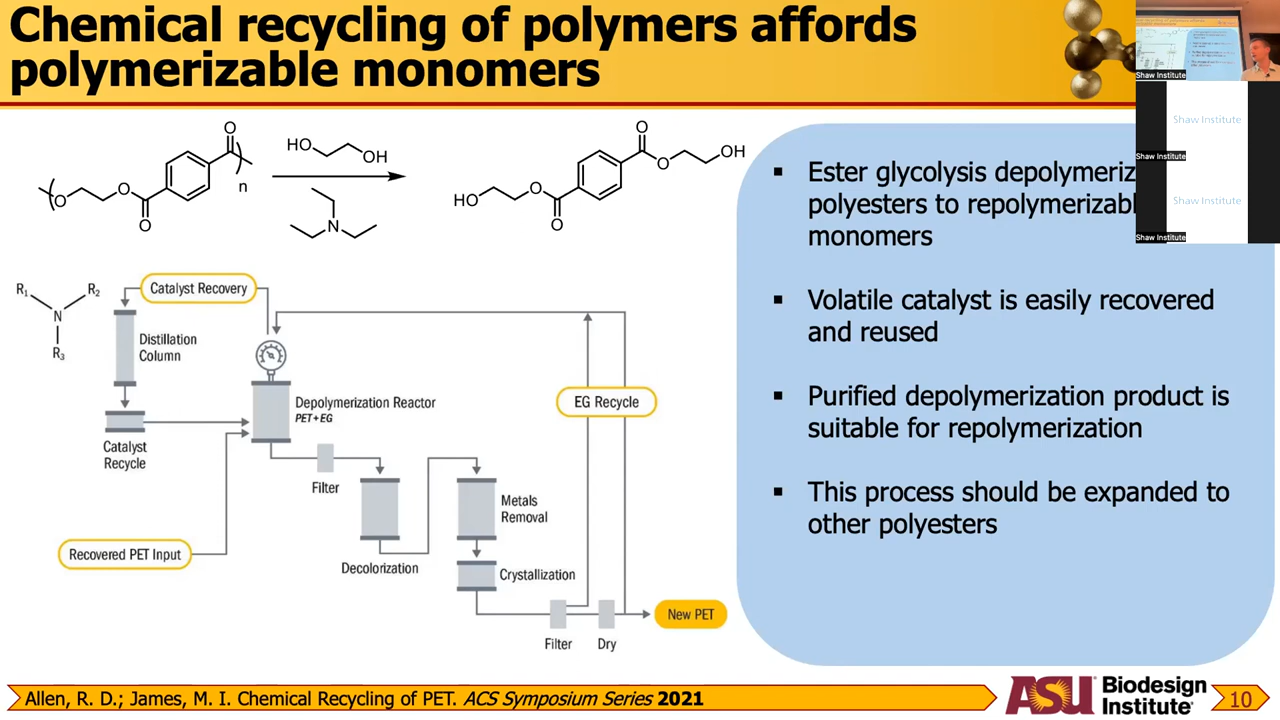 Chemical recycling of polymers affords
polymerizable monomers
Shaw Institute
Shaw Institute
Shaw Institute
Shaw Institute
Shaw Institute
O
O
O
O
n
HO
OH
N
O
O
O
O
OH
HO
Ester glycolysis
polyesters to
monomers
Volatile catalyst is easily recovered
and reused
Purified depolymerization product is
suitable for repolymerization
This process should be expanded to
other polyesters
R1
R2
N
R3
Catalyst Recovery
Distillation
Column
Depolymerization Reactor
PET + EG
EG Recycle
Catalyst
Recycle
Filter
Metals
Removal
Recovered PET Input
Decolorization
Crystallization
New PET
Filter
Dry
Allen, R. D.; James, M. I. Chemical Recycling of PET. ACS Symposium Series 2021
ASU Biodesign
Institute
10